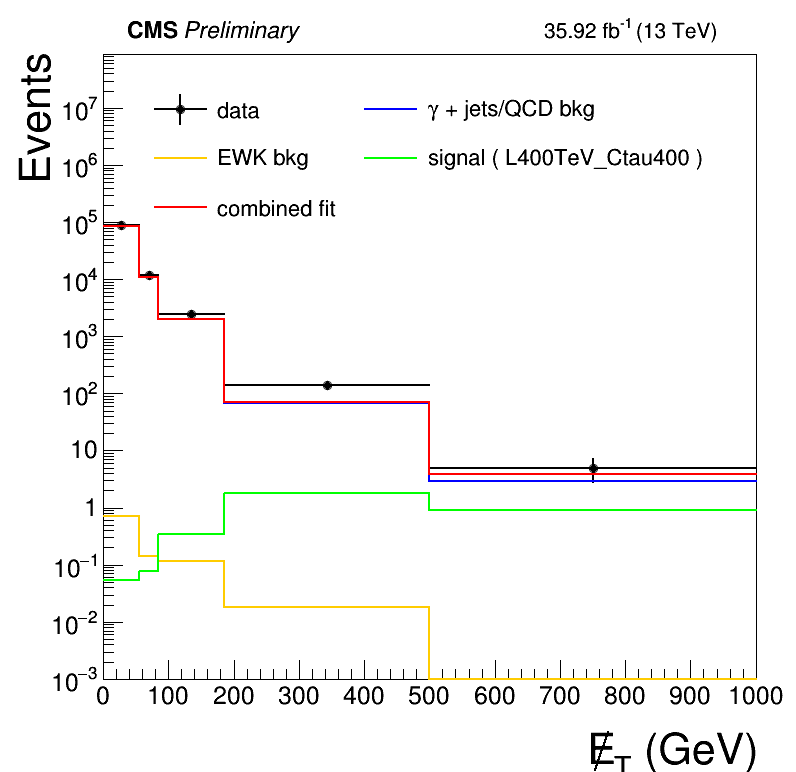 CMS Preliminary 35.92 fb⁻¹ (13 TeV)
Events
data
γ + jets/QCD bkg
EWK bkg
signal ( L400TeV_Ctau400 )
combined fit
10⁷
10⁶
10⁵
10⁴
10³
10²
10
1
10⁻¹
10⁻²
10⁻³
0 100 200 300 400 500 600 700 800 900 1000
E̸_T (GeV)